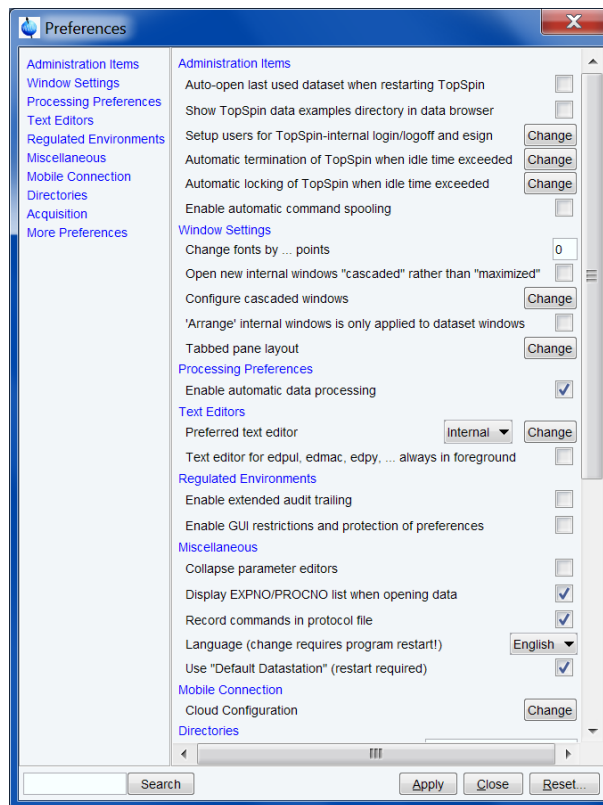 Preferences
Administration Items
Window Settings
Processing Preferences
Text Editors
Regulated Environments
Miscellaneous
Mobile Connection
Directories
Acquisition
More Preferences
Administration Items
Auto-open last used dataset when restarting TopSpin
Show TopSpin data examples directory in data browser
Setup users for TopSpin-internal login/logoff and esign Change
Automatic termination of TopSpin when idle time exceeded Change
Automatic locking of TopSpin when idle time exceeded Change
Enable automatic command spooling
Window Settings
Change fonts by ... points 0
Open new internal windows "cascaded" rather than "maximized"
Configure cascaded windows Change
'Arrange' internal windows is only applied to dataset windows
Tabbed pane layout Change
Processing Preferences
Enable automatic data processing
Text Editors
Preferred text editor Internal Change
Text editor for edpul, edmac, edpy, ... always in foreground
Regulated Environments
Enable extended audit trailing
Enable GUI restrictions and protection of preferences
Miscellaneous
Collapse parameter editors
Display EXPNO/PROCNO list when opening data
Record commands in protocol file
Language (change requires program restart!) English
Use "Default Datastation" (restart required)
Mobile Connection
Cloud Configuration Change
Directories
Search Apply Close Reset...